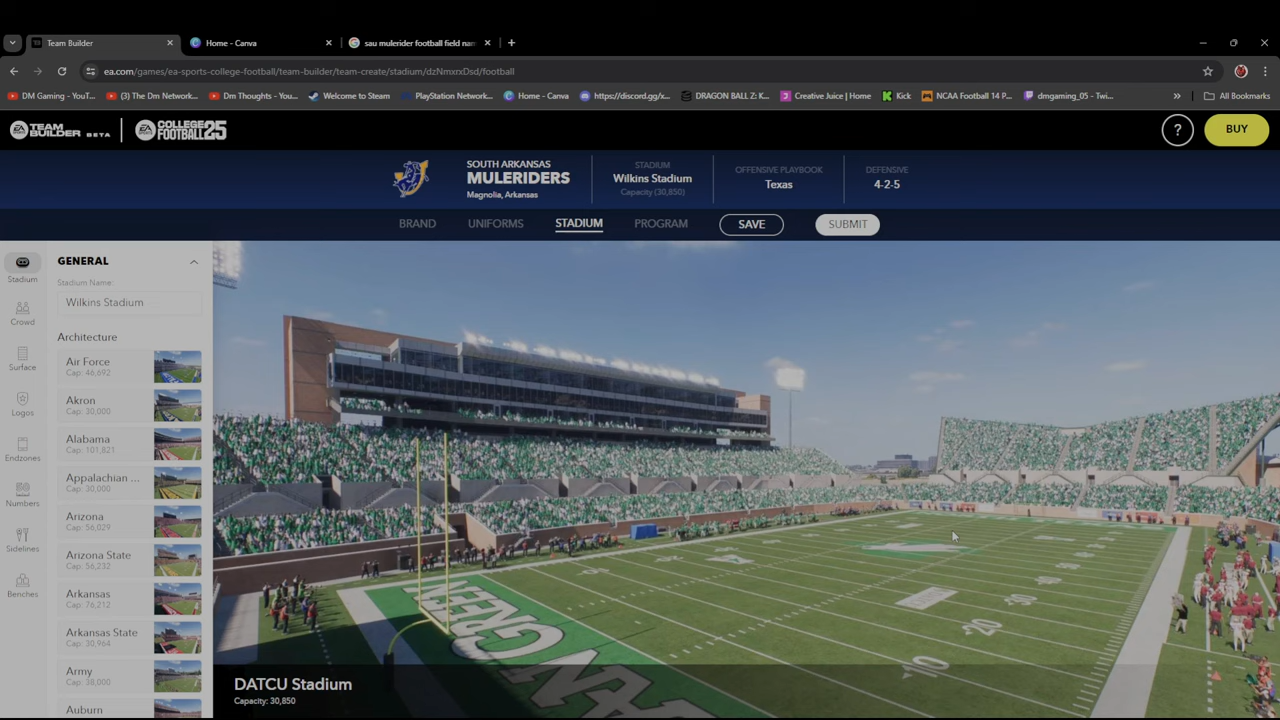 Team Builder
Home - Canva
sau mulerider football field nam
ea.com/games/ea-sports-college-football/team-builder/team-create/stadium/dzNmxrxDsd/football
DM Gaming - YouT...
(3) The Dm Network...
Dm Thoughts - You...
Welcome to Steam
PlayStation Network...
Home - Canva
https://discord.gg/x...
DRAGON BALL Z: K...
Creative Juice | Home
Kick
NCAA Football 14 P...
dmgaming_05 - Twi...
»
All Bookmarks
EA SPORTS
TEAM BUILDER BETA
EA SPORTS
COLLEGE FOOTBALL 25
?
BUY
SOUTH ARKANSAS
MULERIDERS
Magnolia, Arkansas
STADIUM
Wilkins Stadium
Capacity (30,850)
OFFENSIVE PLAYBOOK
Texas
DEFENSIVE
4-2-5
BRAND
UNIFORMS
STADIUM
PROGRAM
SAVE
SUBMIT
Stadium
Crowd
Surface
Logos
Endzones
Numbers
Sidelines
Benches
GENERAL
Stadium Name:
Wilkins Stadium
Architecture
Air Force
Cap: 46,692
Akron
Cap: 30,000
Alabama
Cap: 101,821
Appalachian ...
Cap: 30,000
Arizona
Cap: 56,029
Arizona State
Cap: 56,232
Arkansas
Cap: 76,212
Arkansas State
Cap: 30,964
Army
Cap: 38,000
Auburn
30
20
10
DATCU Stadium
Capacity: 30,850